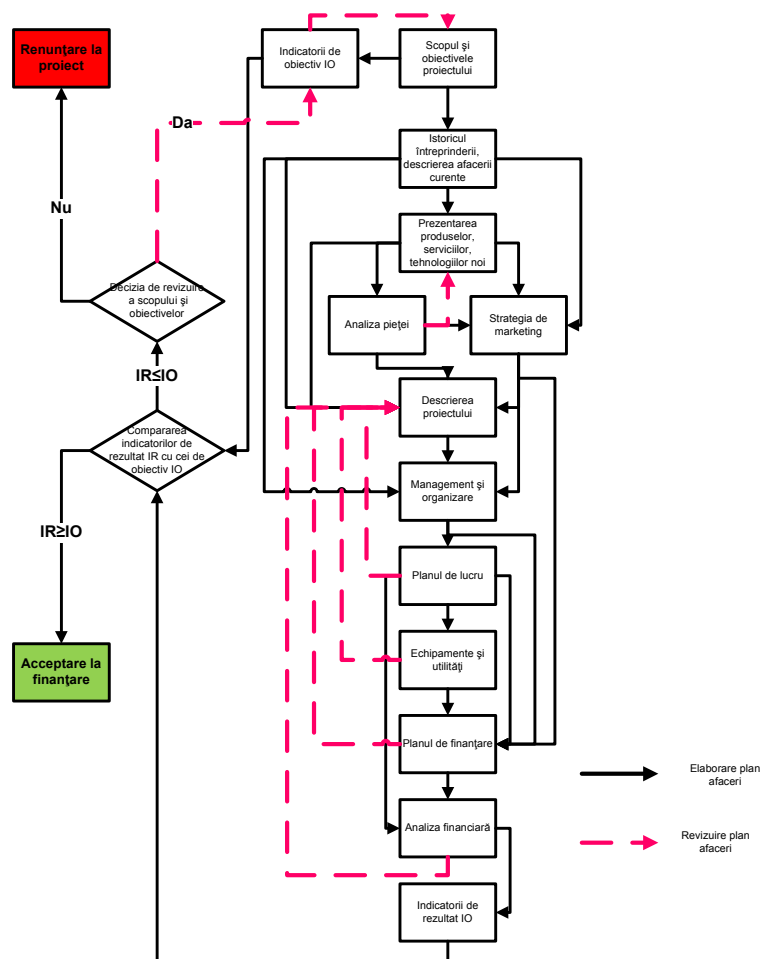 Renunţare la
proiect
Indicatorii de
obiectiv IO
Scopul şi
obiectivele
proiectului
Da
Istoricul
întreprinderii,
descrierea afacerii
curente
Nu
Prezentarea
produselor,
serviciilor,
tehnologiilor noi
Decizia de revizuire
a scopului şi
obiectivelor
Analiza pieţei
Strategia de
marketing
IR≤IO
Descrierea
proiectului
Compararea
indicatorilor de
rezultat IR cu cei de
obiectiv IO
Management şi
organizare
IR≥IO
Planul de lucru
Acceptare la
finanţare
Echipamente şi
utilităţi
Planul de finanţare
Elaborare plan
afaceri
Analiza financiară
Revizuire plan
afaceri
Indicatorii de
rezultat IO